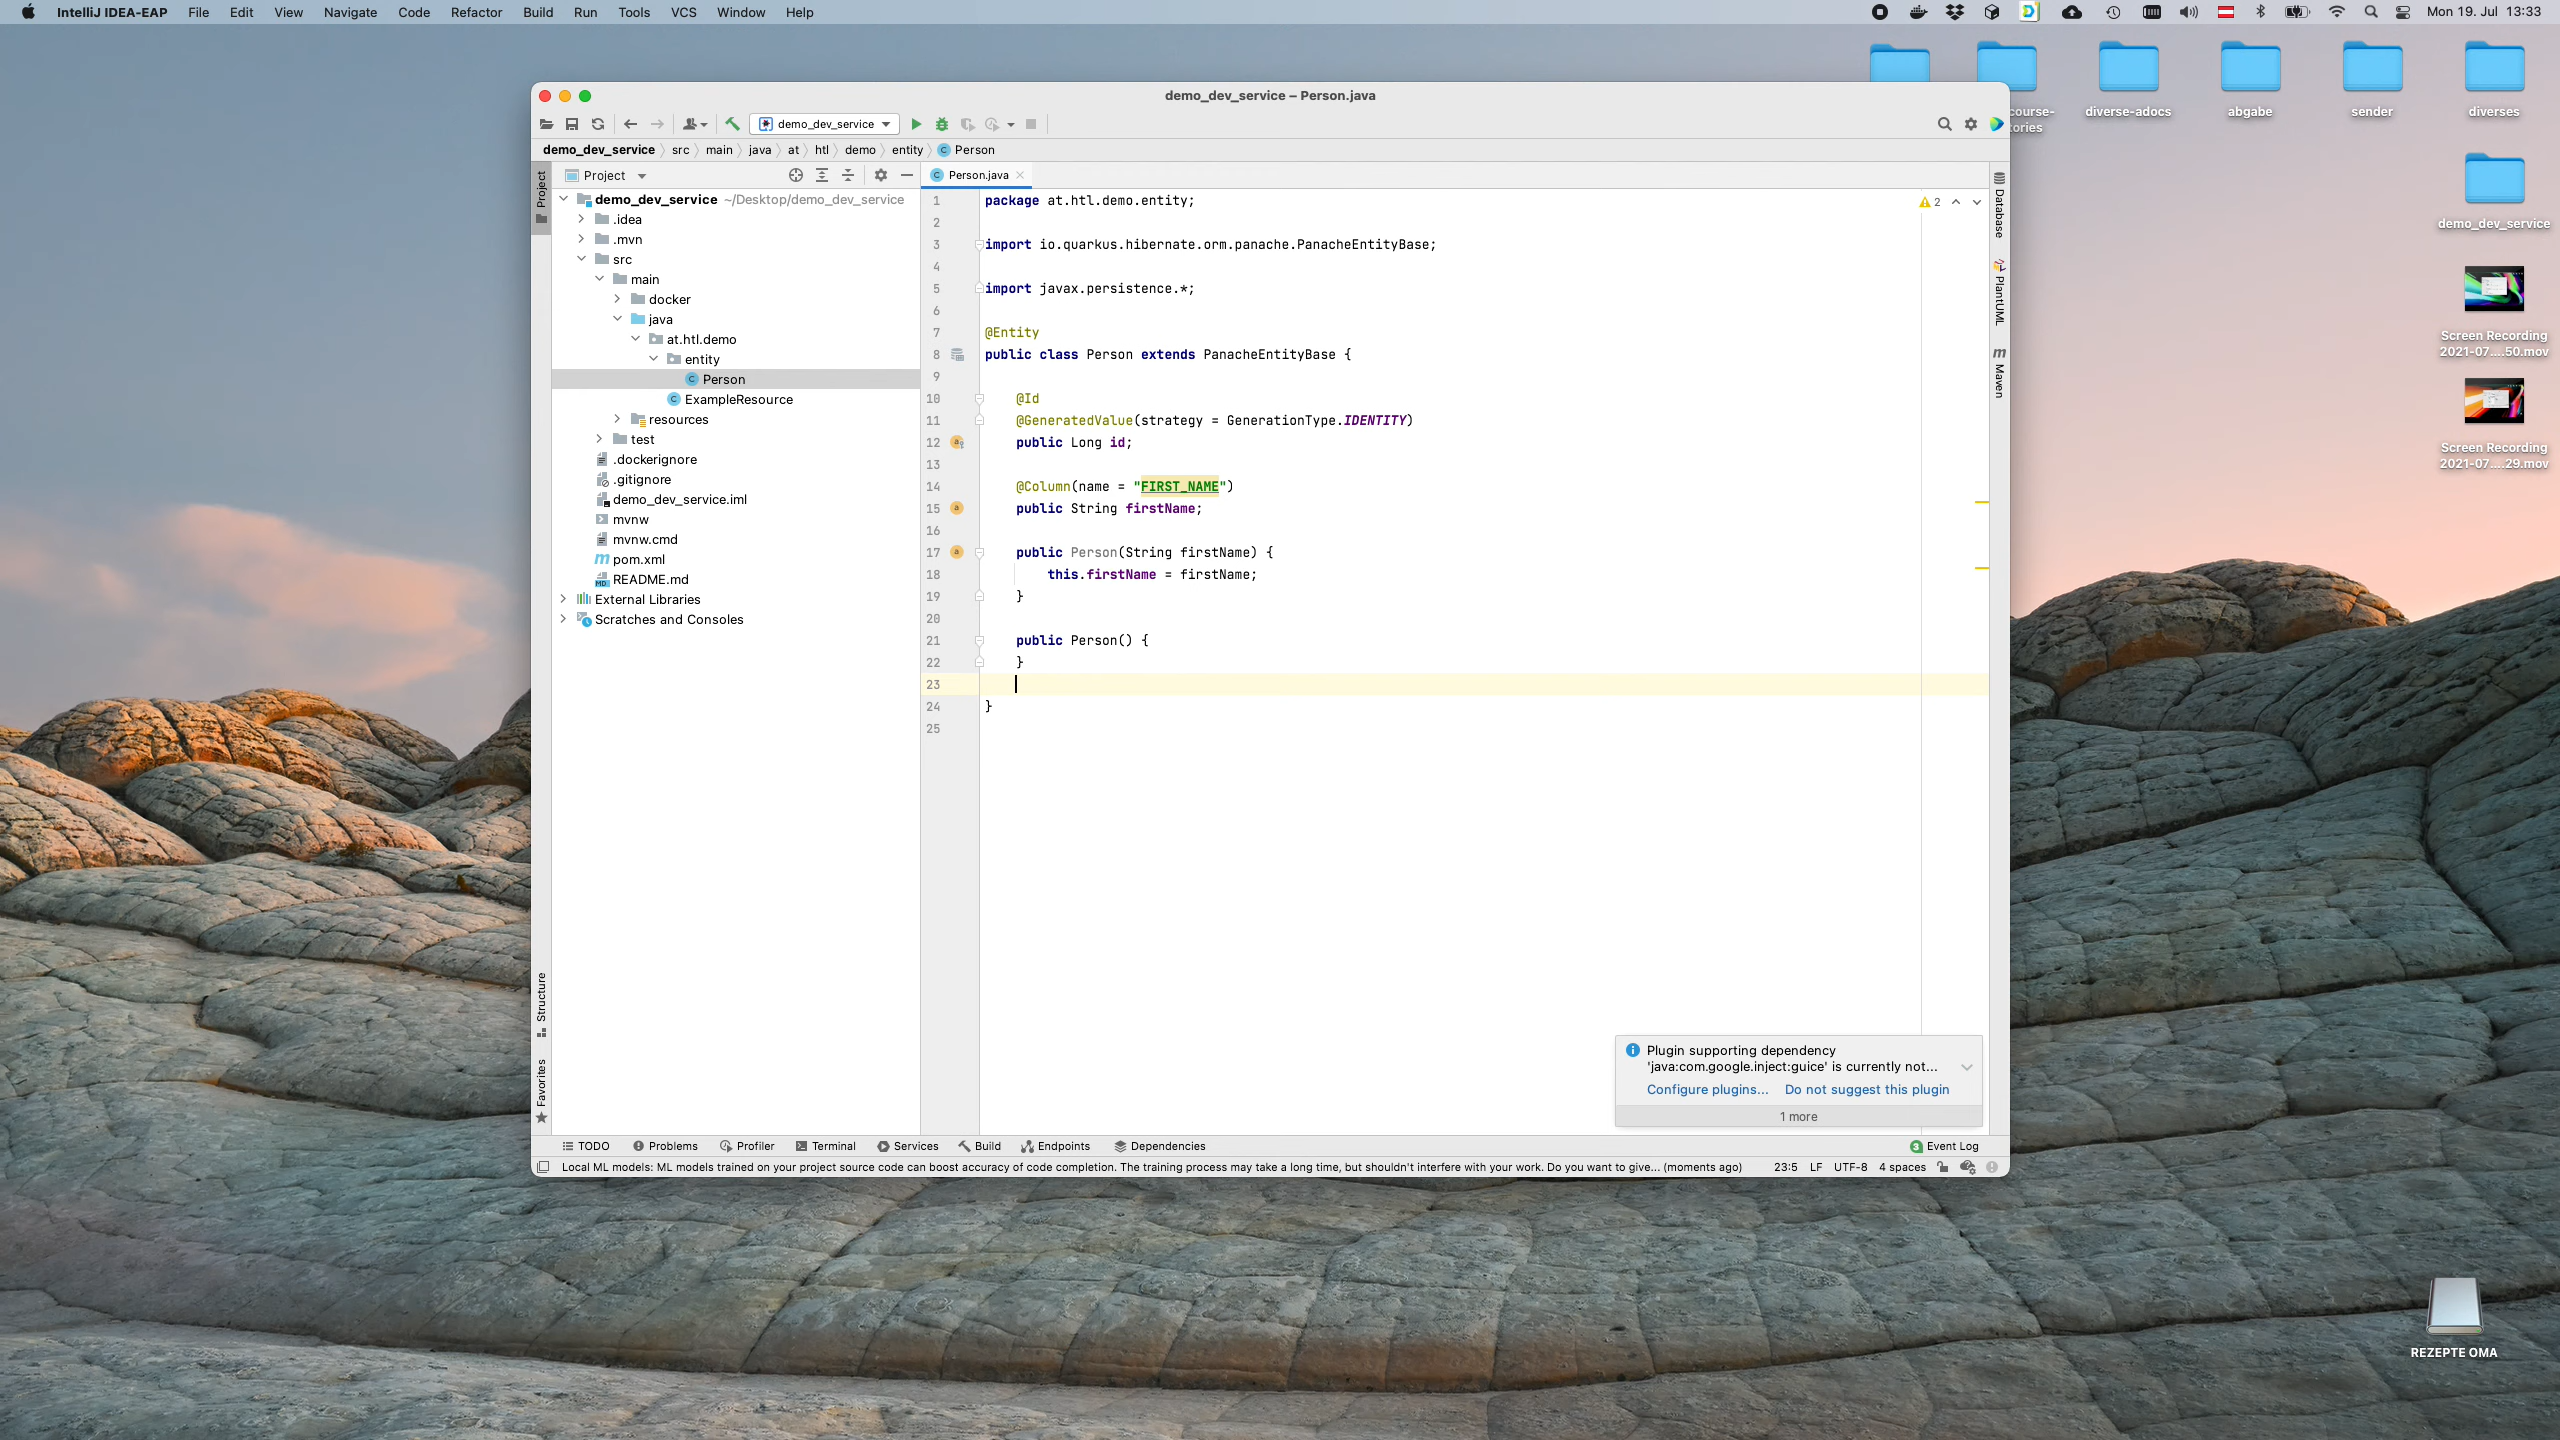 IntelliJ IDEA-EAP File Edit View Navigate Code Refactor Build Run Tools VCS Window Help
Mon 19. Jul 13:33
course-
ories
diverse-adocs
abgabe
sender
diverses
demo_dev_service
Screen Recording
2021-07....50.mov
Screen Recording
2021-07....29.mov
REZEPTE OMA
demo_dev_service – Person.java
demo_dev_service
demo_dev_service src main java at htl demo entity Person
Project
Project
Structure
Favorites
demo_dev_service ~/Desktop/demo_dev_service
.idea
.mvn
src
main
docker
java
at.htl.demo
entity
Person
ExampleResource
resources
test
.dockerignore
.gitignore
demo_dev_service.iml
mvnw
mvnw.cmd
pom.xml
README.md
External Libraries
Scratches and Consoles
Person.java
2
1 package at.htl.demo.entity;
2
3 import io.quarkus.hibernate.orm.panache.PanacheEntityBase;
4
5 import javax.persistence.*;
6
7 @Entity
8 public class Person extends PanacheEntityBase {
9
10 @Id
11 @GeneratedValue(strategy = GenerationType.IDENTITY)
12 public Long id;
13
14 @Column(name = "FIRST_NAME")
15 public String firstName;
16
17 public Person(String firstName) {
18 this.firstName = firstName;
19 }
20
21 public Person() {
22 }
23
24 }
25
Database
PlantUML
Maven
Plugin supporting dependency
'java:com.google.inject:guice' is currently not...
Configure plugins... Do not suggest this plugin
1 more
TODO Problems Profiler Terminal Services Build Endpoints Dependencies
3 Event Log
Local ML models: ML models trained on your project source code can boost accuracy of code completion. The training process may take a long time, but shouldn't interfere with your work. Do you want to give... (moments ago)
23:5 LF UTF-8 4 spaces